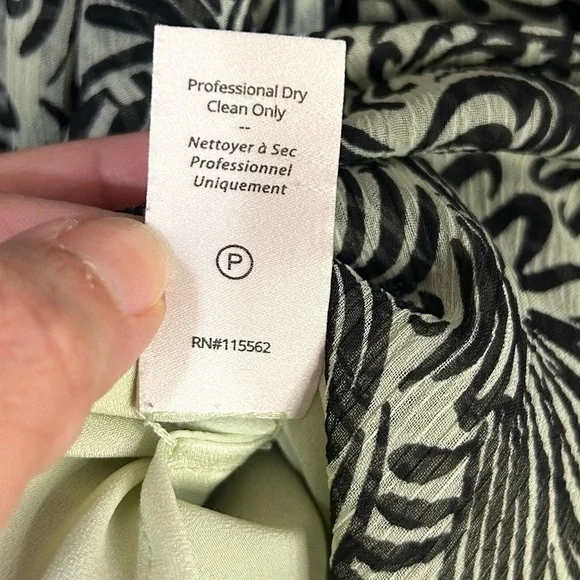 Professional Dry
Clean Only
--
Nettoyer à Sec
Professionnel
Uniquement
P
RN#115562